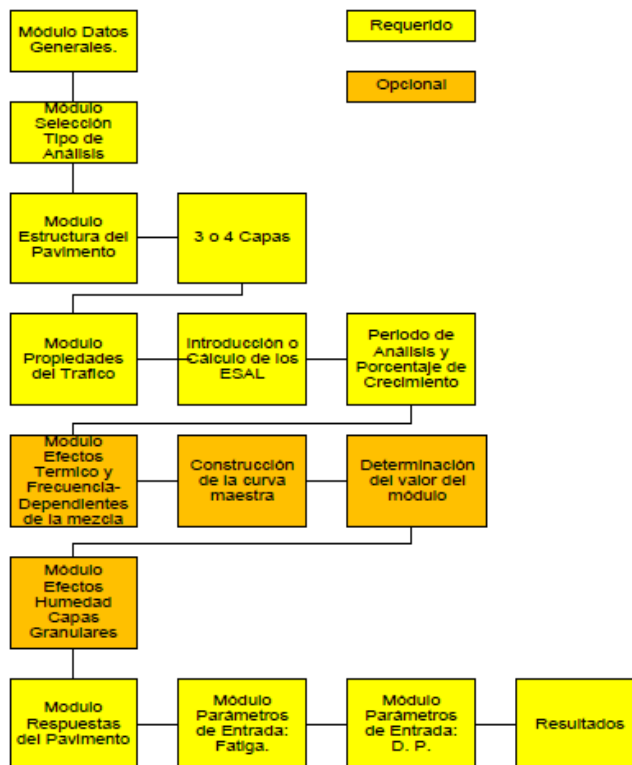 Módulo Datos
Generales.
Requerido
Opcional
Módulo
Selección
Tipo de
Análisis
Modulo
Estructura del
Pavimento
3 o 4 Capas
Modulo
Propiedades
del Trafico
Introducción o
Cálculo de los
ESAL
Periodo de
Análisis y
Porcentaje de
Crecimiento
Modulo
Efectos
Termico y
Frecuencia-
Dependientes
de la mezcla
Construcción
de la curva
maestra
Determinación
del valor del
módulo
Módulo
Efectos
Humedad
Capas
Granulares
Modulo
Respuestas
del Pavimento
Módulo
Parámetros
de Entrada:
Fatiga.
Módulo
Parámetros
de Entrada:
D. P.
Resultados